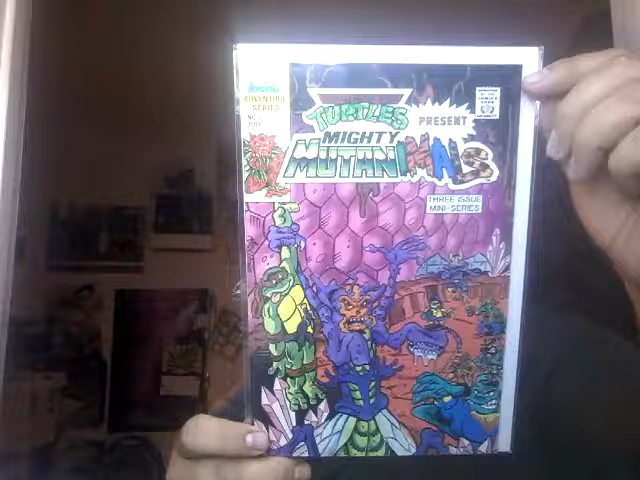 Archie
ADVENTURE
SERIES
TURTLES
PRESENT
MIGHTY
MUTANIMALS
THREE ISSUE
MINI-SERIES